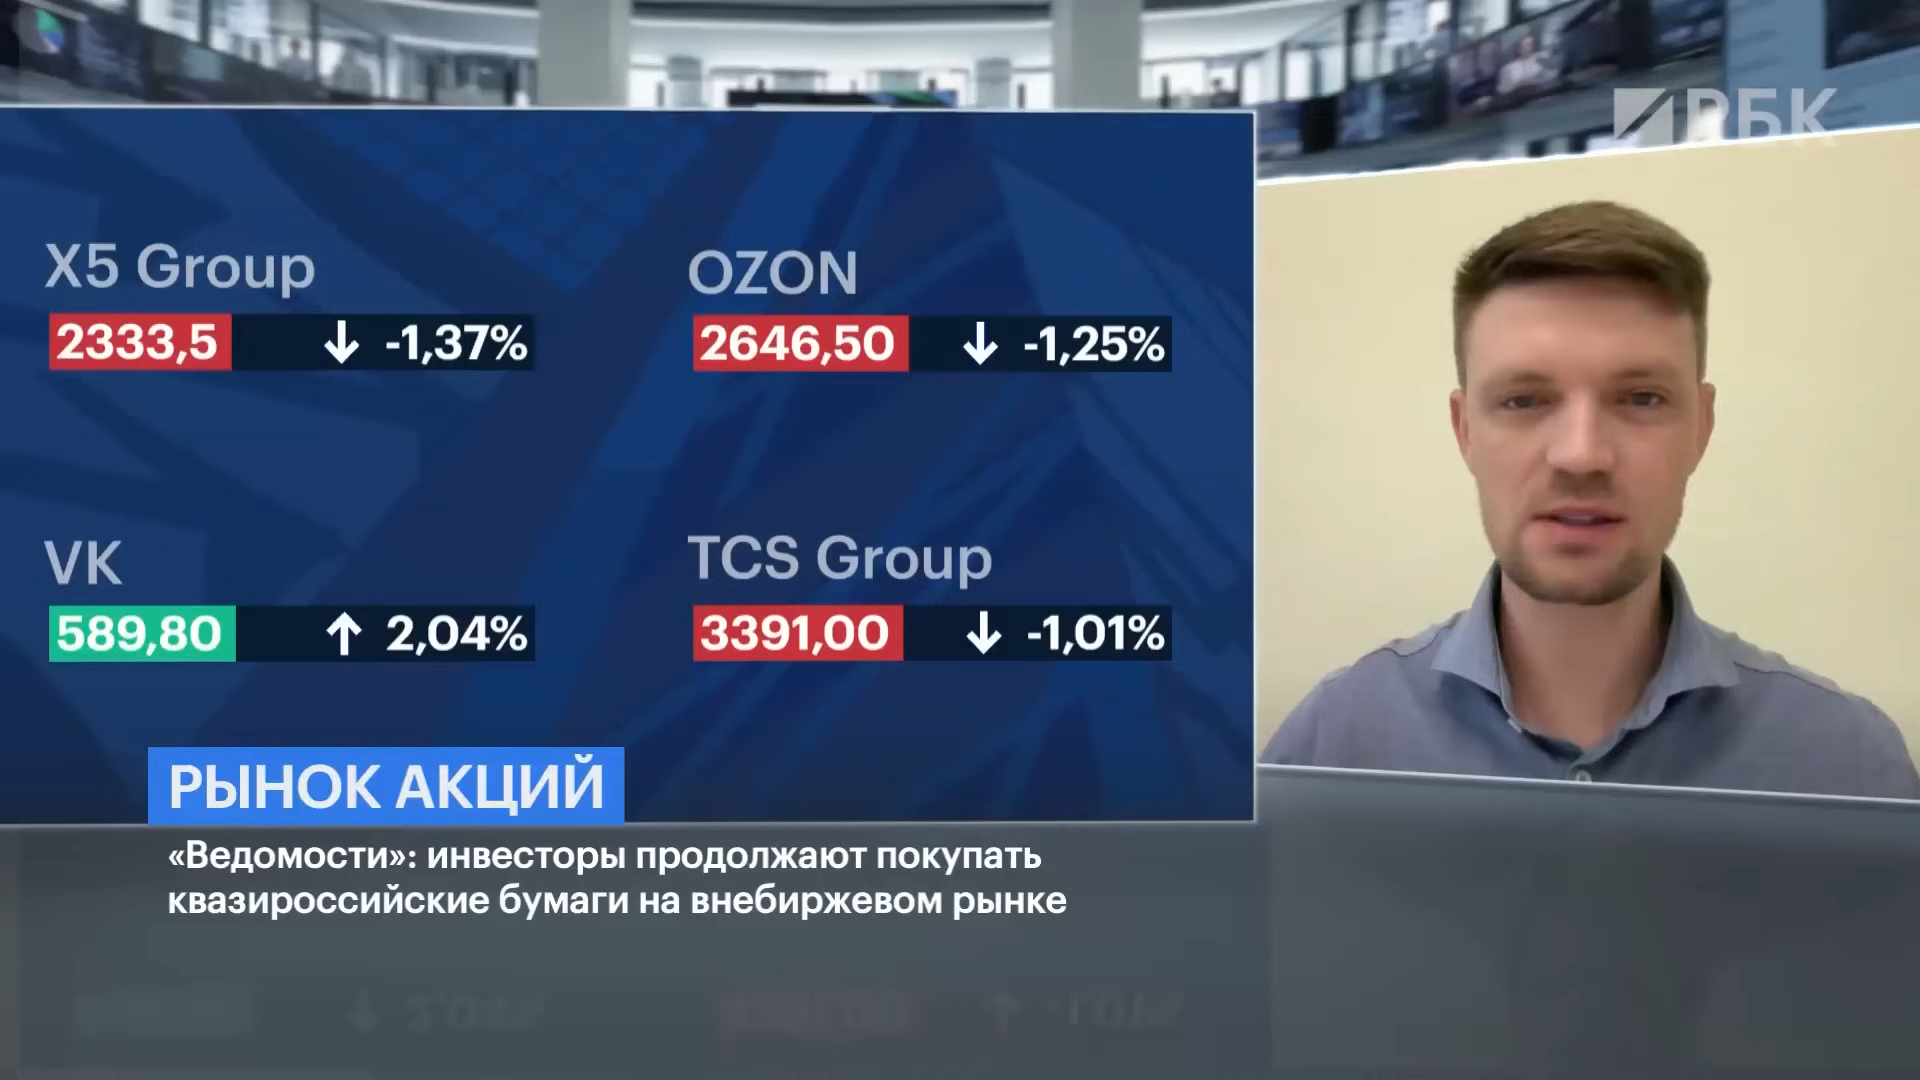 РБК
X5 Group
2333,5 ↓ -1,37%
OZON
2646,50 ↓ -1,25%
VK
589,80 ↑ 2,04%
TCS Group
3391,00 ↓ -1,01%
РЫНОК АКЦИЙ
«Ведомости»: инвесторы продолжают покупать
квазироссийские бумаги на внебиржевом рынке